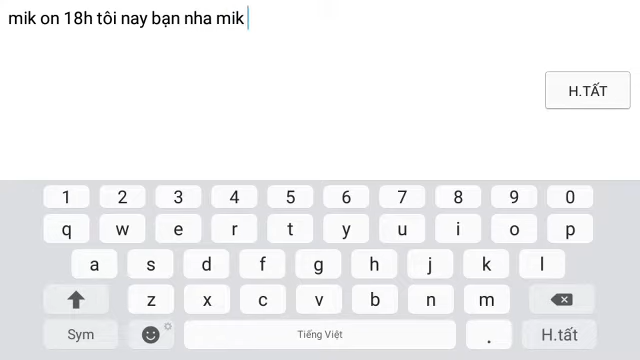 mik on 18h tôi nay bạn nha mik
H.TẤT
1 2 3 4 5 6 7 8 9 0
q w e r t y u i o p
a s d f g h j k l
z x c v b n m
Sym Tiếng Việt . H.tất